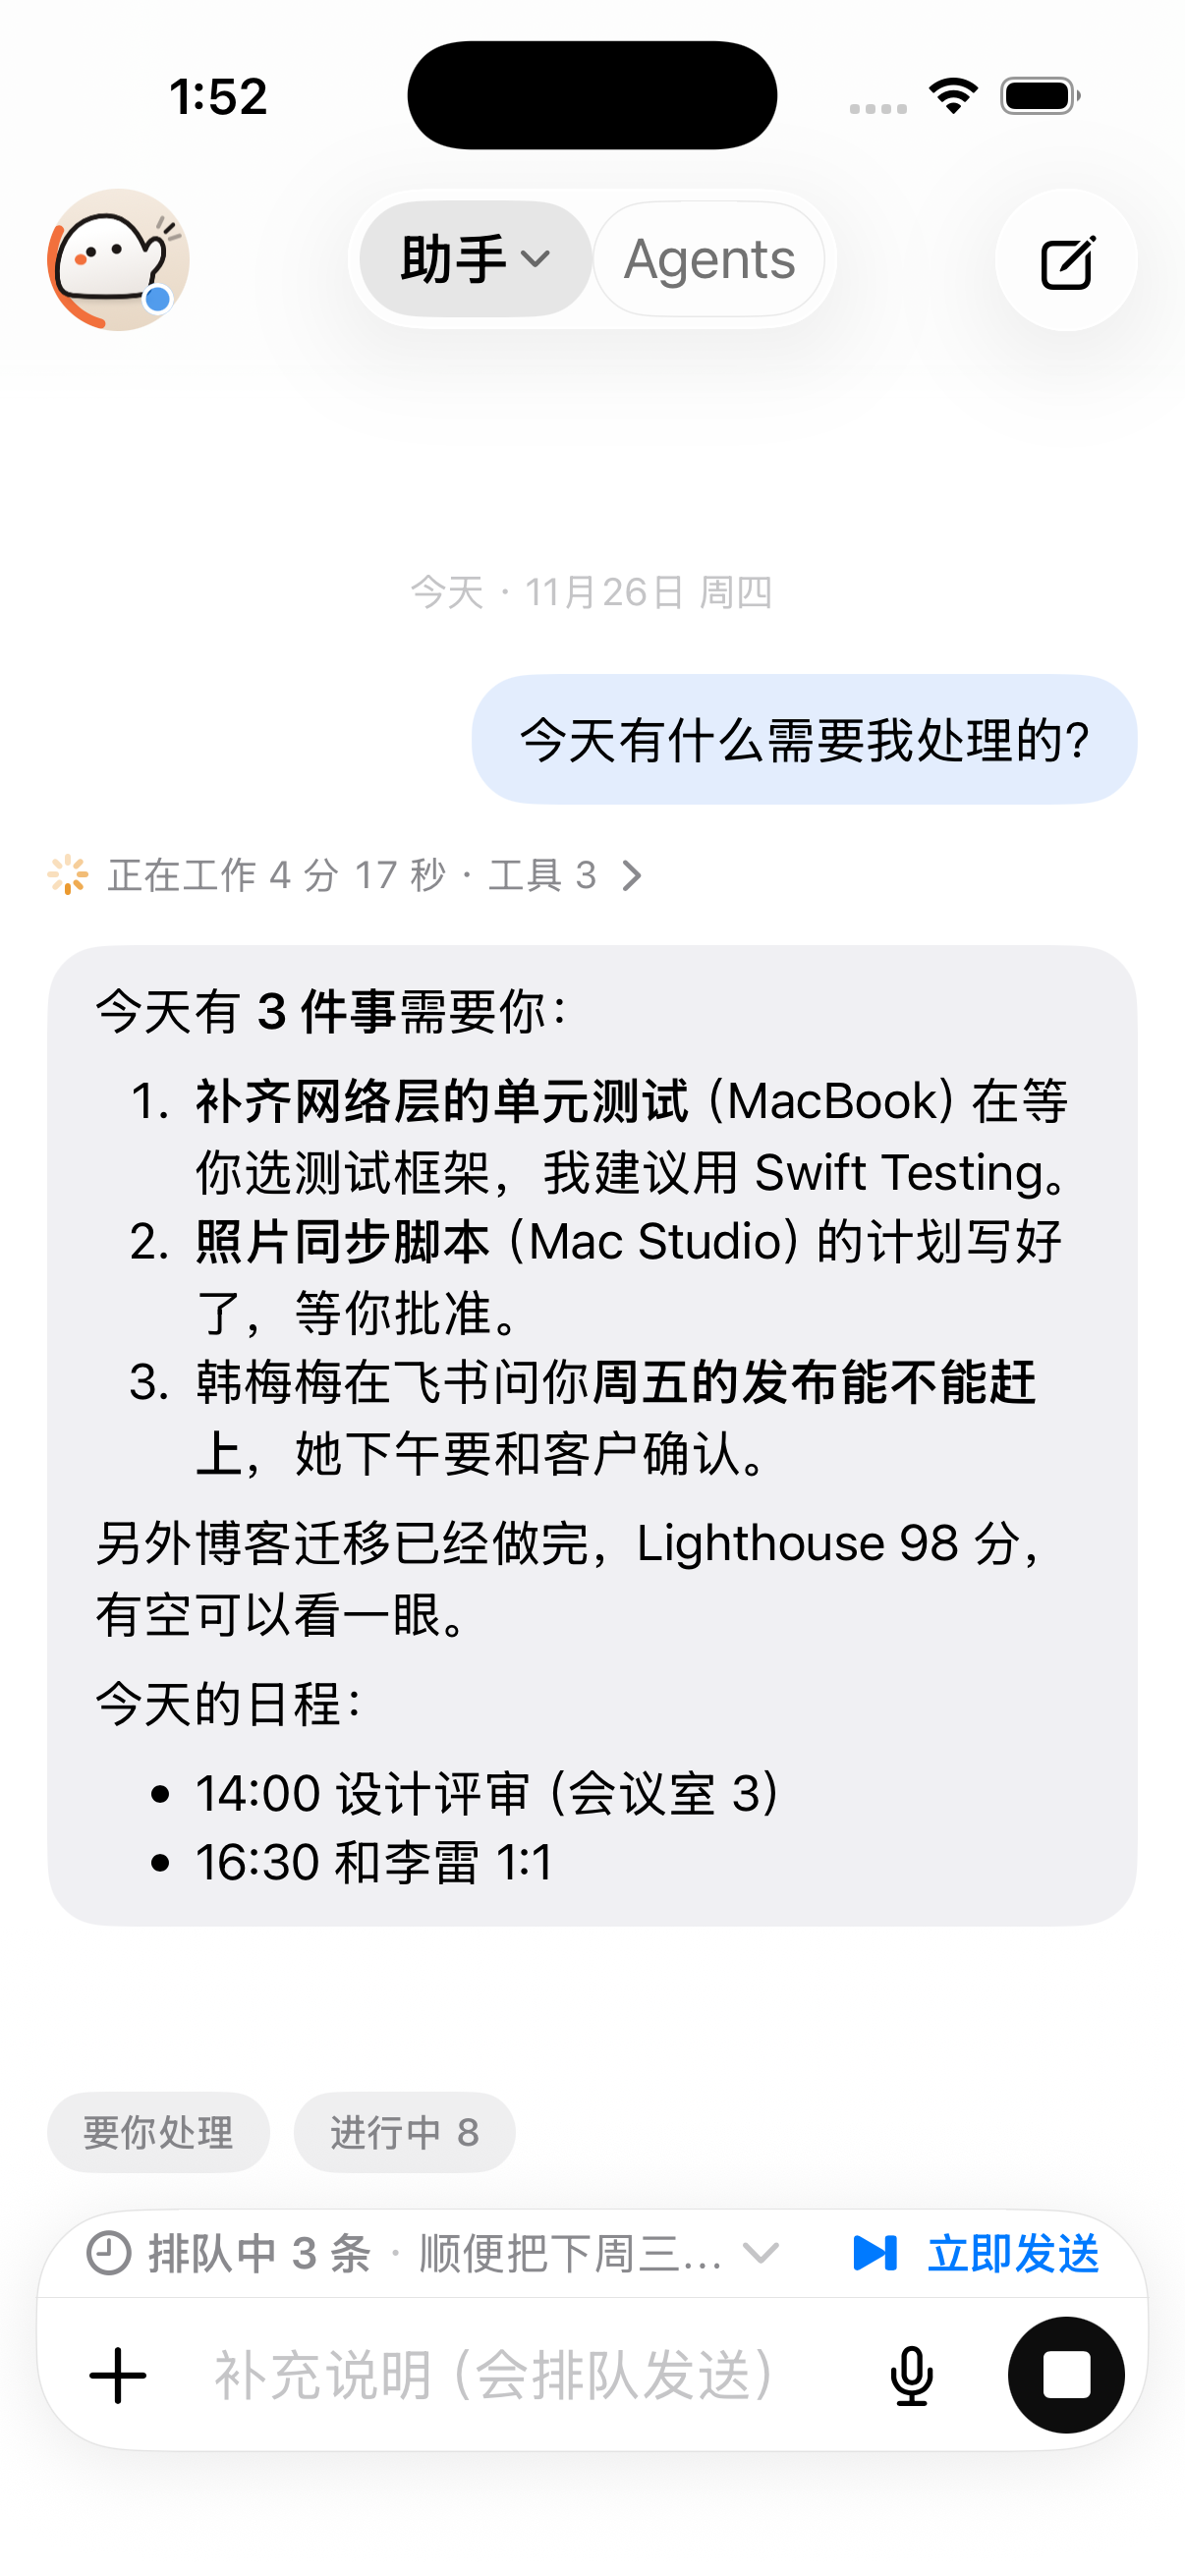 1:52
助手
Agents
今天 · 11月26日 周四
今天有什么需要我处理的?
正在工作 4 分 17 秒 · 工具 3
今天有 3 件事需要你：
1. 补齐网络层的单元测试（MacBook）在等
你选测试框架，我建议用 Swift Testing。
2. 照片同步脚本（Mac Studio）的计划写好
了，等你批准。
3. 韩梅梅在飞书问你周五的发布能不能赶
上，她下午要和客户确认。
另外博客迁移已经做完，Lighthouse 98 分，
有空可以看一眼。
今天的日程：
• 14:00 设计评审（会议室 3）
• 16:30 和李雷 1:1
要你处理
进行中 8
排队中 3 条 · 顺便把下周三...
立即发送
补充说明（会排队发送）